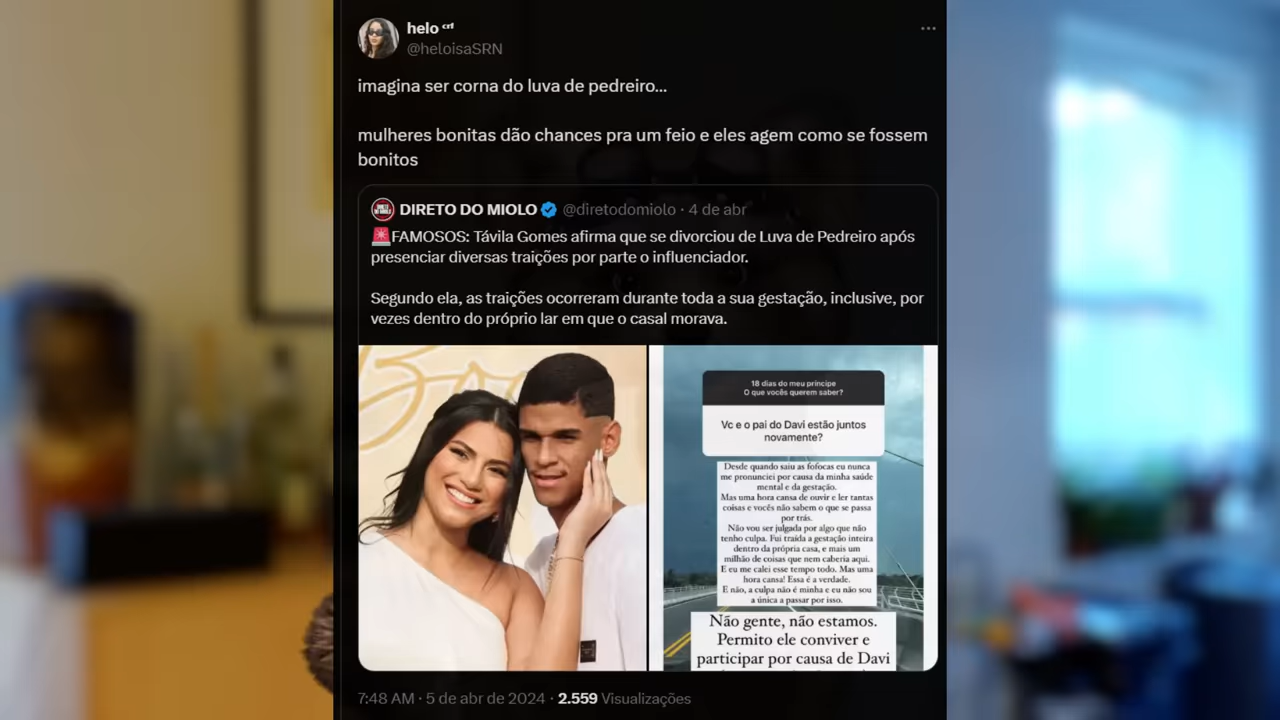 helo crf
@heloisaSRN
imagina ser corna do luva de pedreiro...
mulheres bonitas dão chances pra um feio e eles agem como se fossem
bonitos
DIRETO DO MIOLO @diretodomiolo · 4 de abr
🚨FAMOSOS: Távila Gomes afirma que se divorciou de Luva de Pedreiro após
presenciar diversas traições por parte o influenciador.
Segundo ela, as traições ocorreram durante toda a sua gestação, inclusive, por
vezes dentro do próprio lar em que o casal morava.
18 dias do meu príncipe
O que vocês querem saber?
Vc e o pai do Davi estão juntos
novamente?
Desde quando saiu as fofocas eu nunca
me pronunciei por causa da minha saúde
mental e da gestação.
Mas uma hora cansa de ouvir e ler tantas
coisas e vocês não sabem o que se passa
por trás.
Não vou ser julgada por algo que não
tenho culpa. Fui traída a gestação inteira
dentro da própria casa, e mais um
milhão de coisas que nem caberia aqui.
E eu me calei esse tempo todo. Mas uma
hora cansa! Essa é a verdade.
E não, a culpa não é minha e eu não sou
a única a passar por isso.
Não gente, não estamos.
Permito ele conviver e
participar por causa de Davi
7:48 AM · 5 de abr de 2024 · 2.559 Visualizações